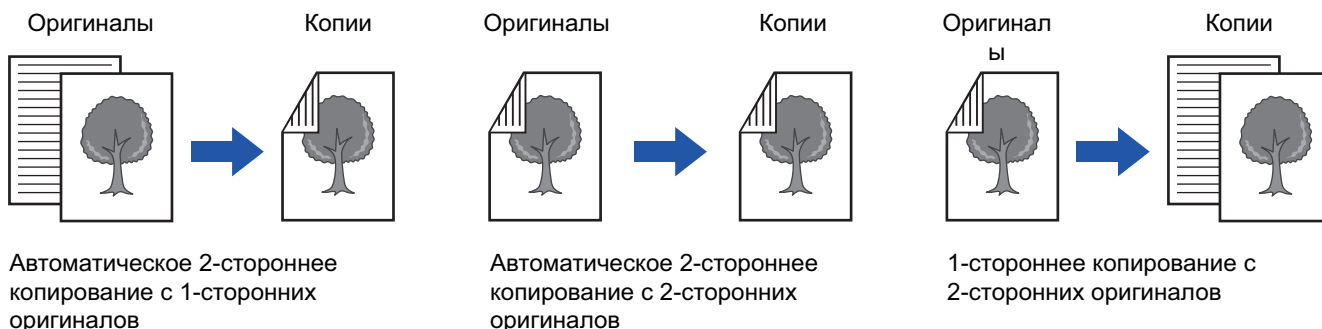 Оригиналы
Копии
Оригиналы
Копии
Оригинал
ы
Копии
Автоматическое 2-стороннее
копирование с 1-сторонних
оригиналов
Автоматическое 2-стороннее
копирование с 2-сторонних
оригиналов
1-стороннее копирование с
2-сторонних оригиналов